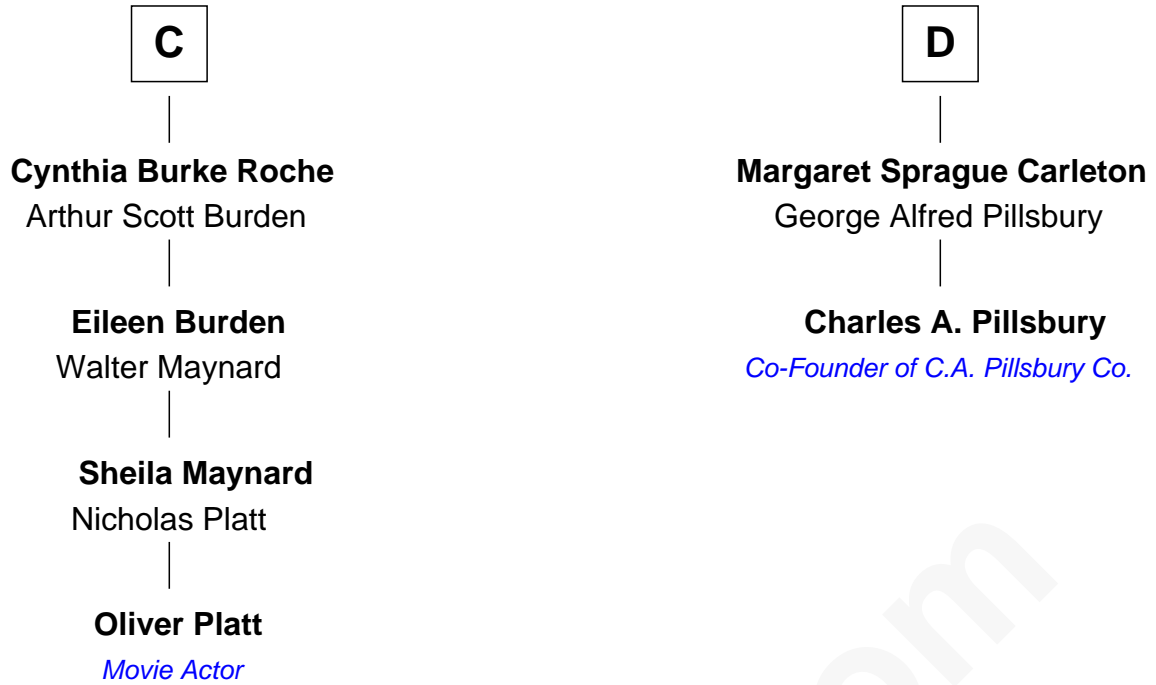 C
Cynthia Burke Roche
Arthur Scott Burden
Eileen Burden
Walter Maynard
Sheila Maynard
Nicholas Platt
Oliver Platt
Movie Actor
D
Margaret Sprague Carleton
George Alfred Pillsbury
Charles A. Pillsbury
Co-Founder of C.A. Pillsbury Co.
om